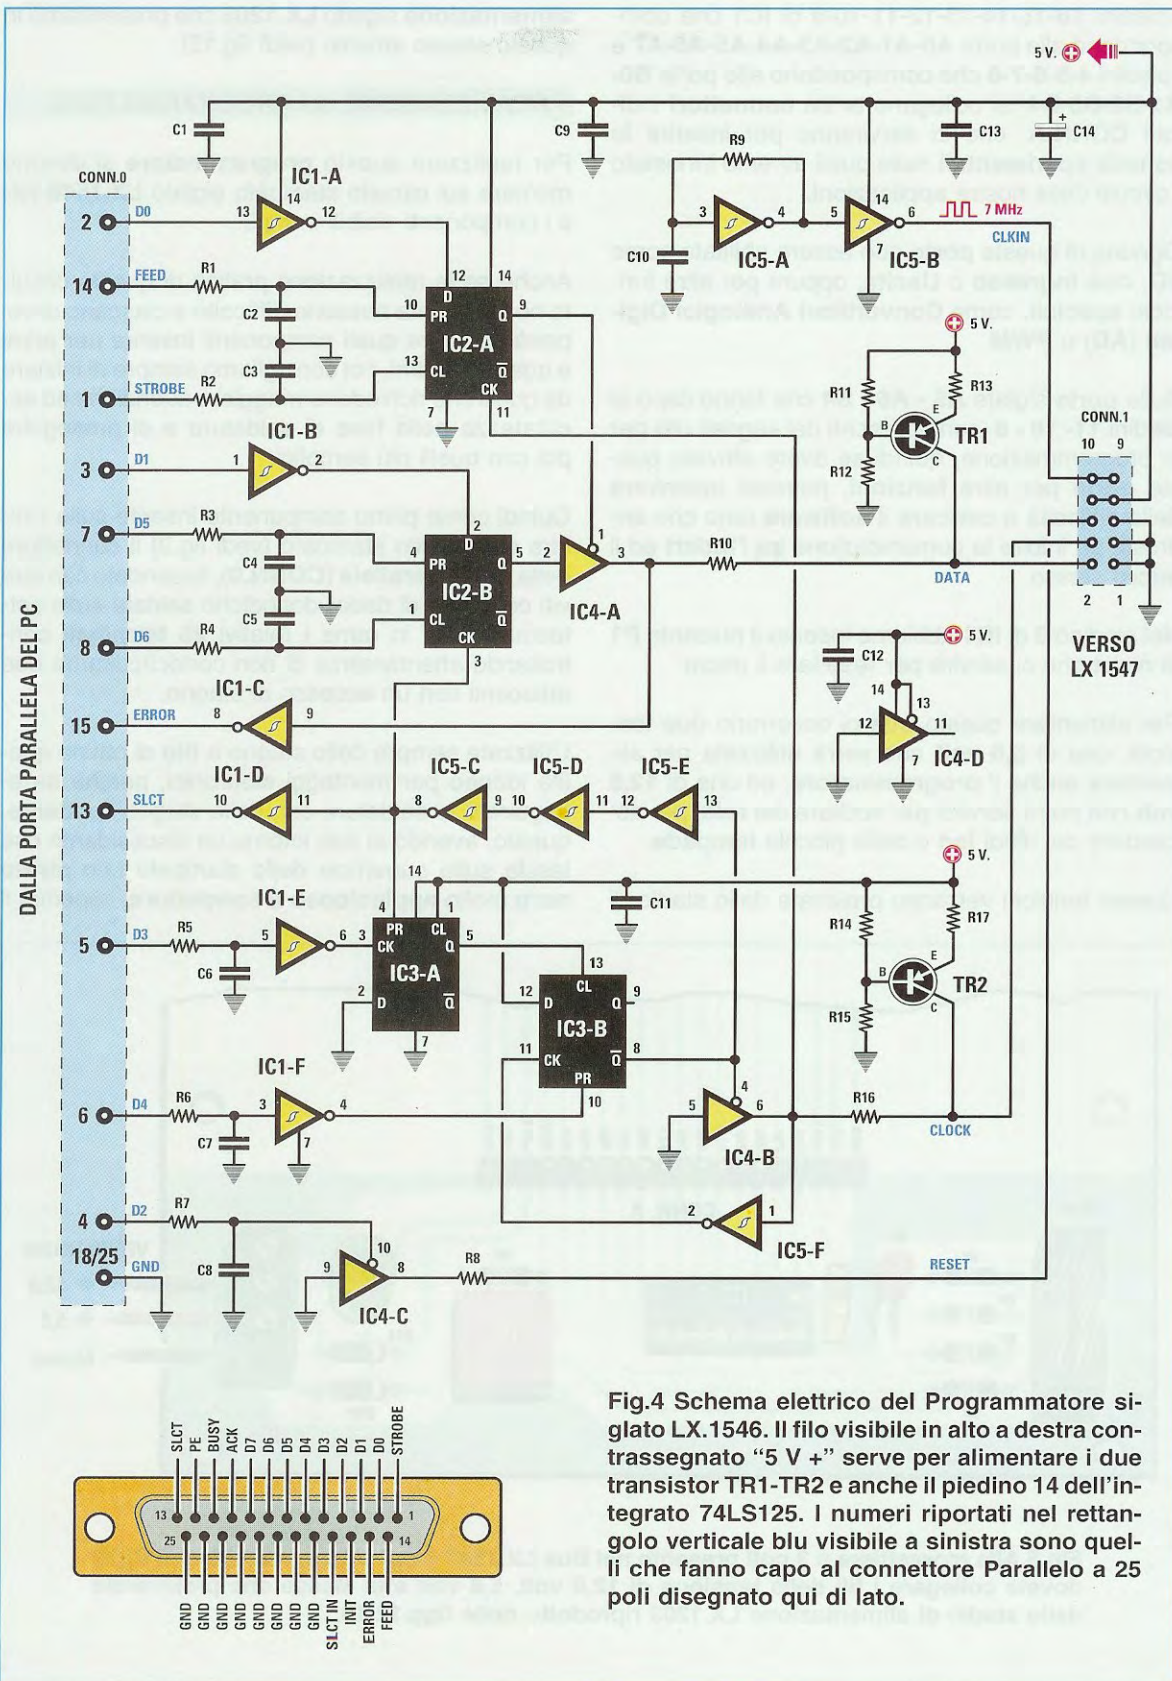 5 V.
C1
C9
C13
+
C14
R9
CONN.0
IC1-A
14
2
D0
13
12
3
4
5
14
6
7 MHz
7
CLKIN
C10
IC5-A
IC5-B
14
FEED
R1
12
14
10
D
PR
Q
9
C2
IC2-A
C3
13
CL
Q
CK
1
STROBE
R2
7
11
5 V.
R11
R13
B
E
C
TR1
R12
CONN.1
10
9
IC1-B
3
D1
1
2
7
D5
R3
2
D
4
PR
Q
5
2
1
3
R10
C4
IC2-B
IC4-A
DATA
C5
1
CL
Q
CK
2
1
8
D6
R4
3
VERSO
LX 1547
5 V.
C12
14
13
12
11
7
IC4-D
IC1-C
15
ERROR
8
9
IC1-D
IC5-C
IC5-D
IC5-E
13
SLCT
10
11
8
9
10
11
12
13
DALLA PORTA PARALLELA DEL PC
5 V.
14
C11
IC1-E
4
1
R14
R17
5
D3
R5
5
6
3
PR
CL
CK
5
C6
IC3-A
13
B
E
C
TR2
2
D
Q
12
CL
D
Q
9
R15
7
IC3-B
11
CK
Q
8
PR
IC1-F
10
4
6
D4
R6
3
4
5
6
R16
C7
7
IC4-B
CLOCK
2
1
IC5-F
4
D2
R7
18/25
10
GND
C8
9
8
R8
RESET
IC4-C
SLCT
PE
BUSY
ACK
D7
D6
D5
D4
D3
D2
D1
D0
STROBE
13
1
25
14
GND
GND
GND
GND
GND
GND
GND
GND
SLCT IN
INIT
ERROR
FEED
Fig.4 Schema elettrico del Programmatore si-
glato LX.1546. Il filo visibile in alto a destra con-
trassegnato “5 V +” serve per alimentare i due
transistor TR1-TR2 e anche il piedino 14 dell’in-
tegrato 74LS125. I numeri riportati nel rettan-
golo verticale blu visibile a sinistra sono quel-
li che fanno capo al connettore Parallelo a 25
poli disegnato qui di lato.